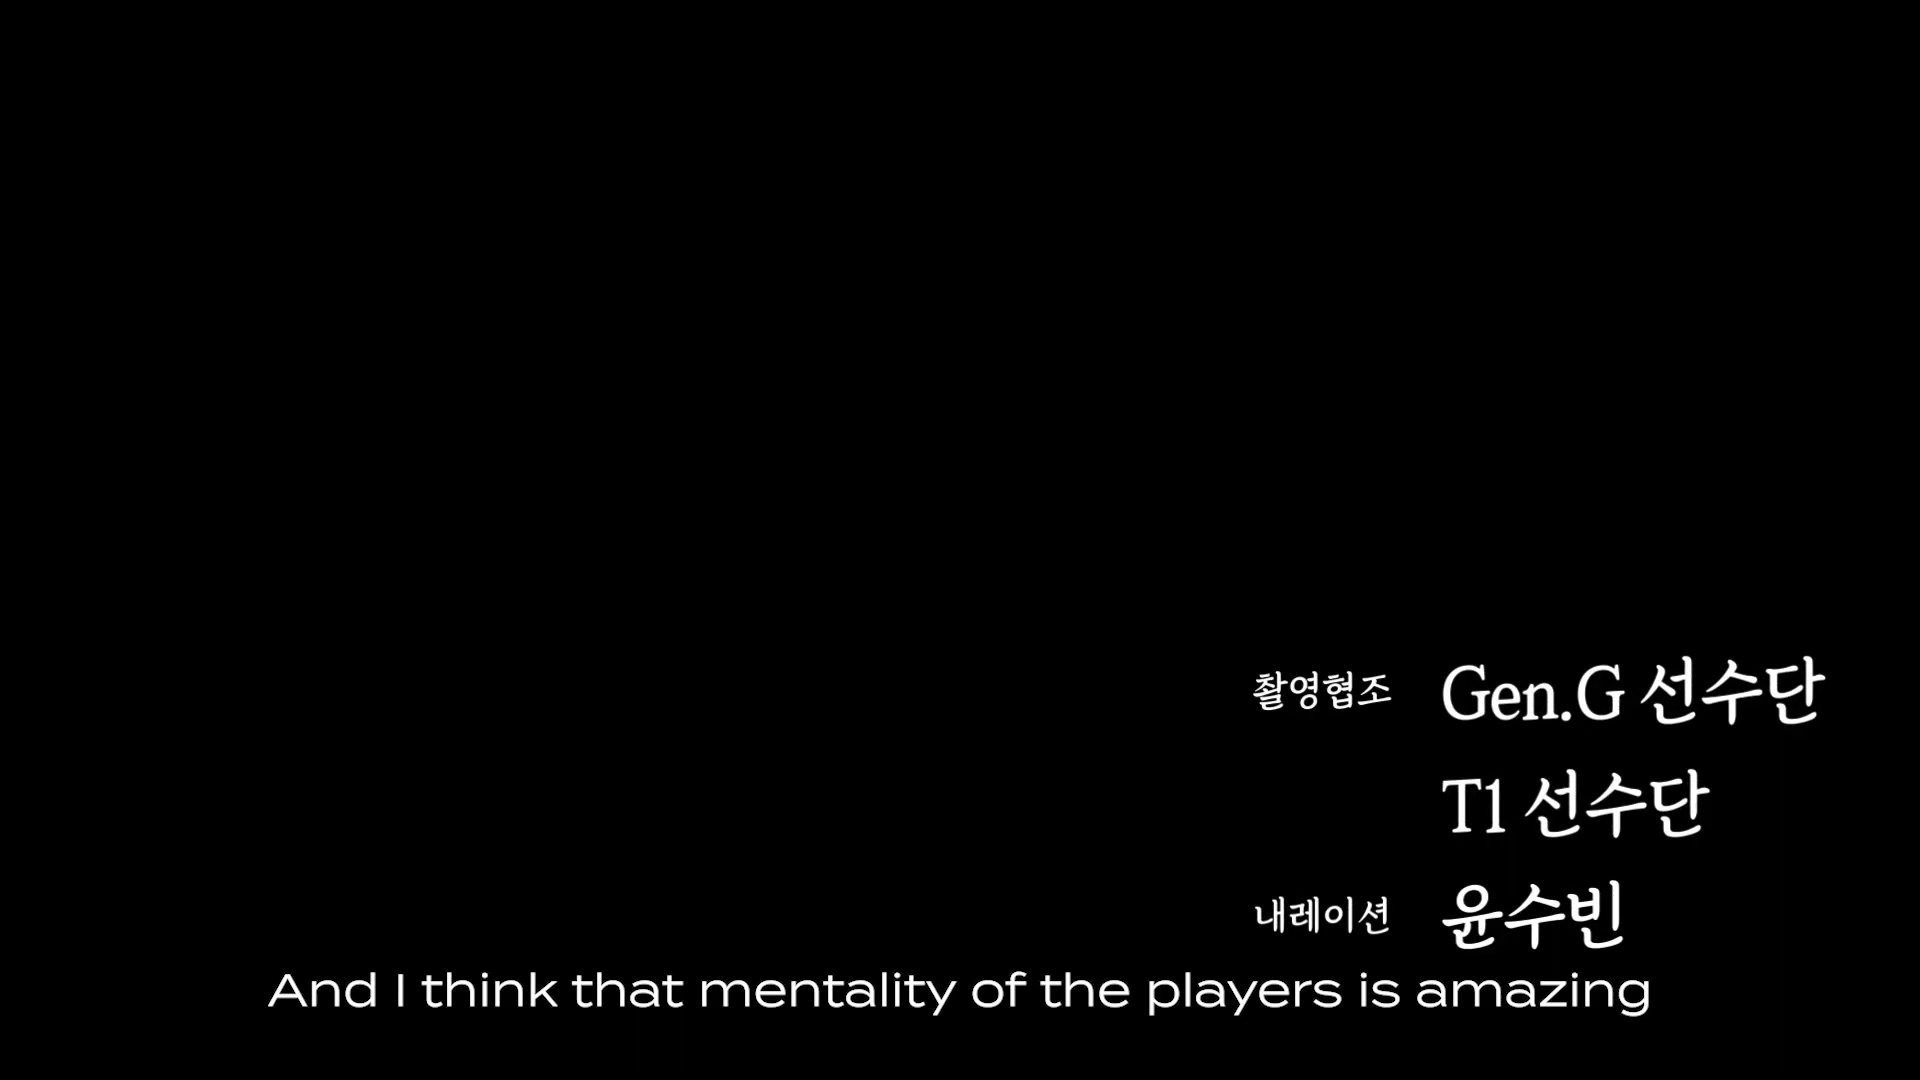 촬영협조 Gen.G 선수단
T1 선수단
내레이션 윤수빈
And I think that mentality of the players is amazing